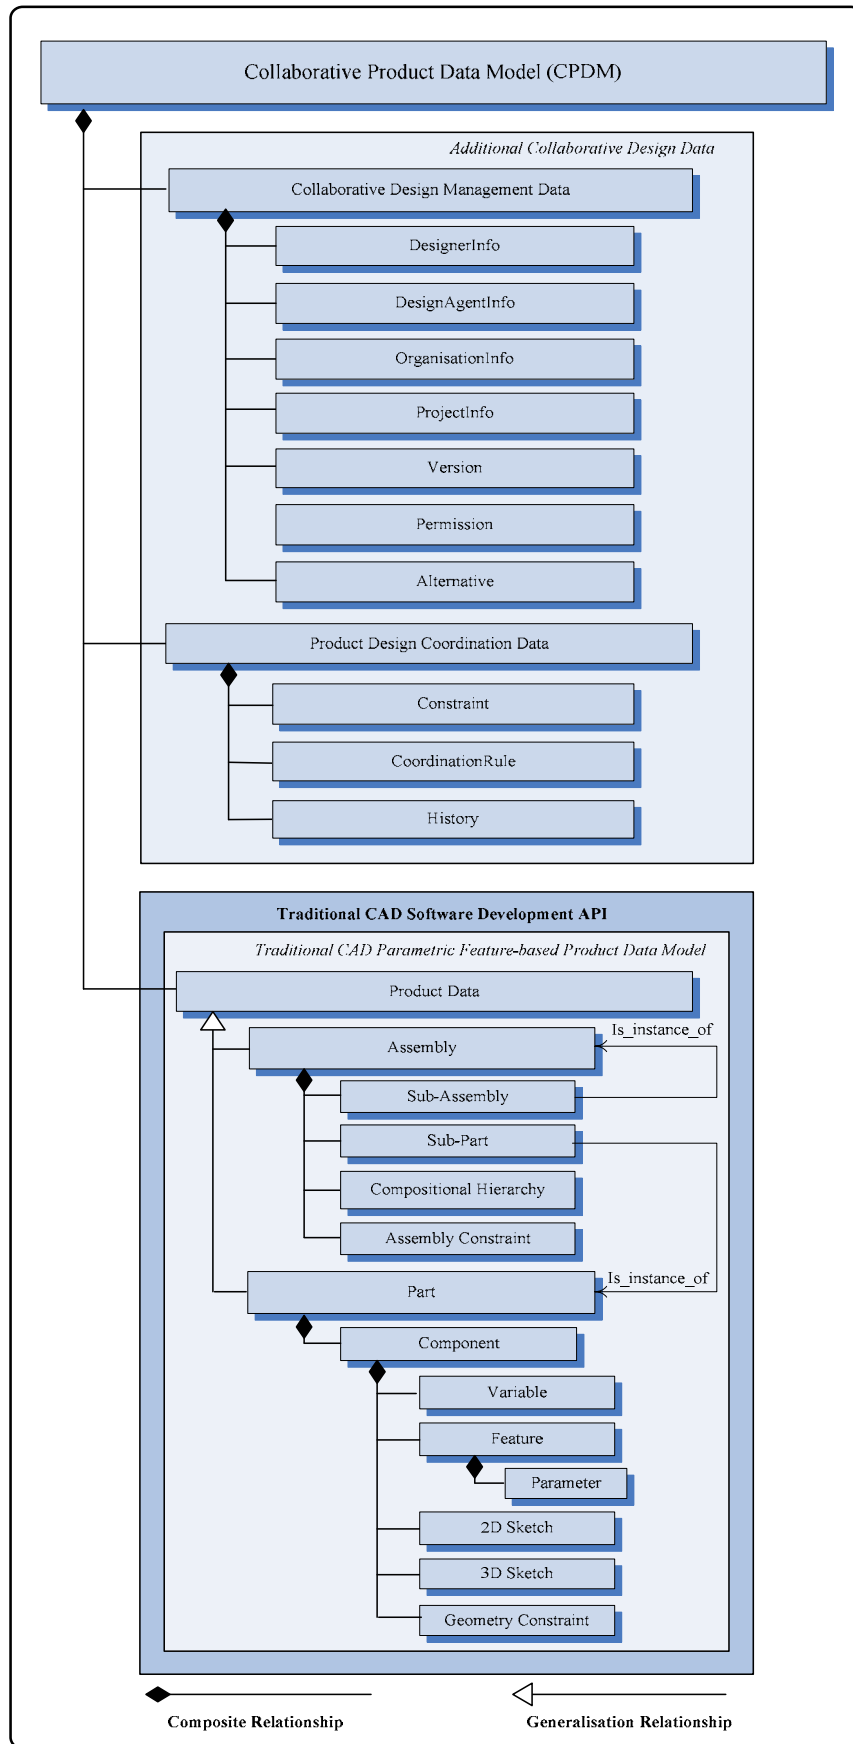 Collaborative Product Data Model (CPDM)
Additional Collaborative Design Data
Collaborative Design Management Data
DesignerInfo
DesignAgentInfo
OrganisationInfo
ProjectInfo
Version
Permission
Alternative
Product Design Coordination Data
Constraint
CoordinationRule
History
Traditional CAD Software Development API
Traditional CAD Parametric Feature-based Product Data Model
Product Data
Is_instance_of
Assembly
Sub-Assembly
Sub-Part
Compositional Hierarchy
Assembly Constraint
Is_instance_of
Part
Component
Variable
Feature
Parameter
2D Sketch
3D Sketch
Geometry Constraint
Composite Relationship
Generalisation Relationship